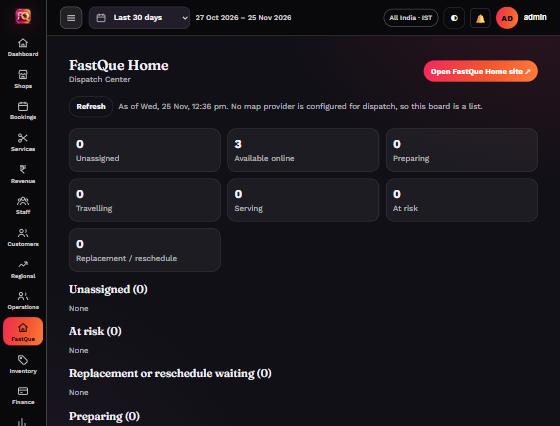 Last 30 days
27 Oct 2026 – 25 Nov 2026
All India · IST
AD
admin
Dashboard
Shops
Bookings
Services
Revenue
Staff
Customers
Regional
Operations
FastQue
Inventory
Finance
FastQue Home
Dispatch Center
Open FastQue Home site ↗
Refresh
As of Wed, 25 Nov, 12:36 pm. No map provider is configured for dispatch, so this board is a list.
0
Unassigned
3
Available online
0
Preparing
0
Travelling
0
Serving
0
At risk
0
Replacement / reschedule
Unassigned (0)
None
At risk (0)
None
Replacement or reschedule waiting (0)
None
Preparing (0)